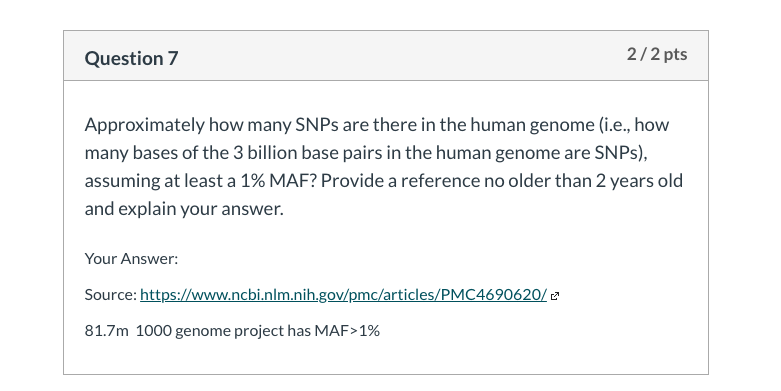 Question 7
2 / 2 pts
Approximately how many SNPs are there in the human genome (i.e., how
many bases of the 3 billion base pairs in the human genome are SNPs),
assuming at least a 1% MAF? Provide a reference no older than 2 years old
and explain your answer.
Your Answer:
Source: https://www.ncbi.nlm.nih.gov/pmc/articles/PMC4690620/
81.7m  1000 genome project has MAF>1%